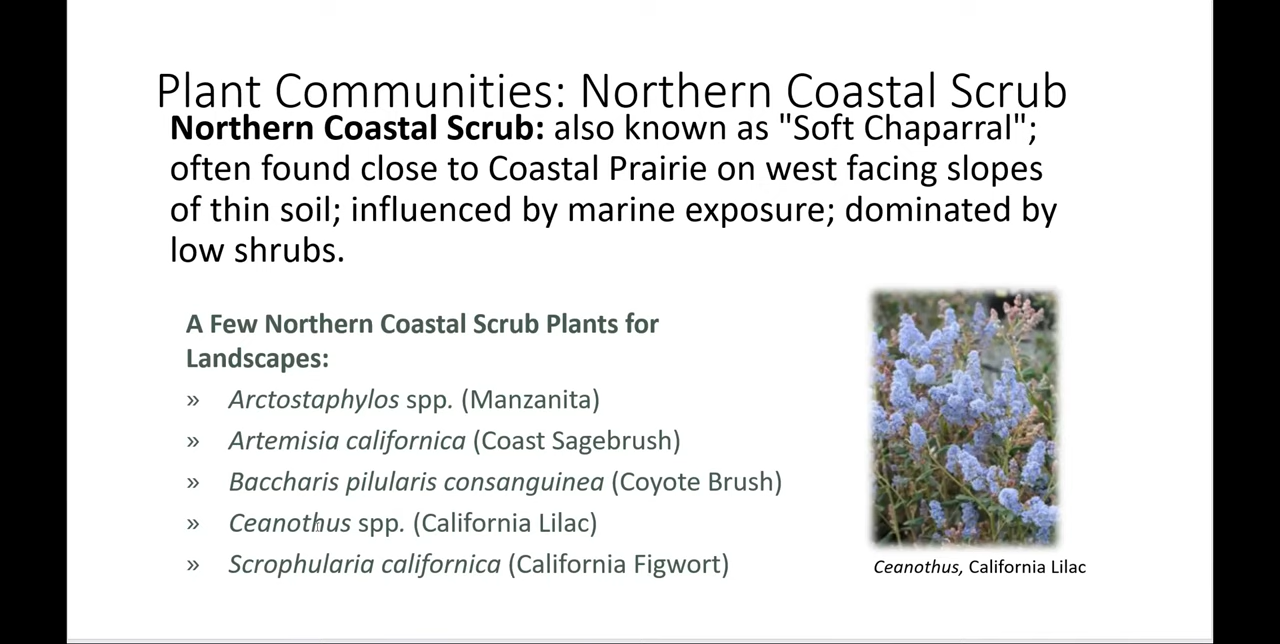 Plant Communities: Northern Coastal Scrub
Northern Coastal Scrub: also known as "Soft Chaparral";
often found close to Coastal Prairie on west facing slopes
of thin soil; influenced by marine exposure; dominated by
low shrubs.
A Few Northern Coastal Scrub Plants for
Landscapes:
» Arctostaphylos spp. (Manzanita)
» Artemisia californica (Coast Sagebrush)
» Baccharis pilularis consanguinea (Coyote Brush)
» Ceanothus spp. (California Lilac)
» Scrophularia californica (California Figwort)
Ceanothus, California Lilac